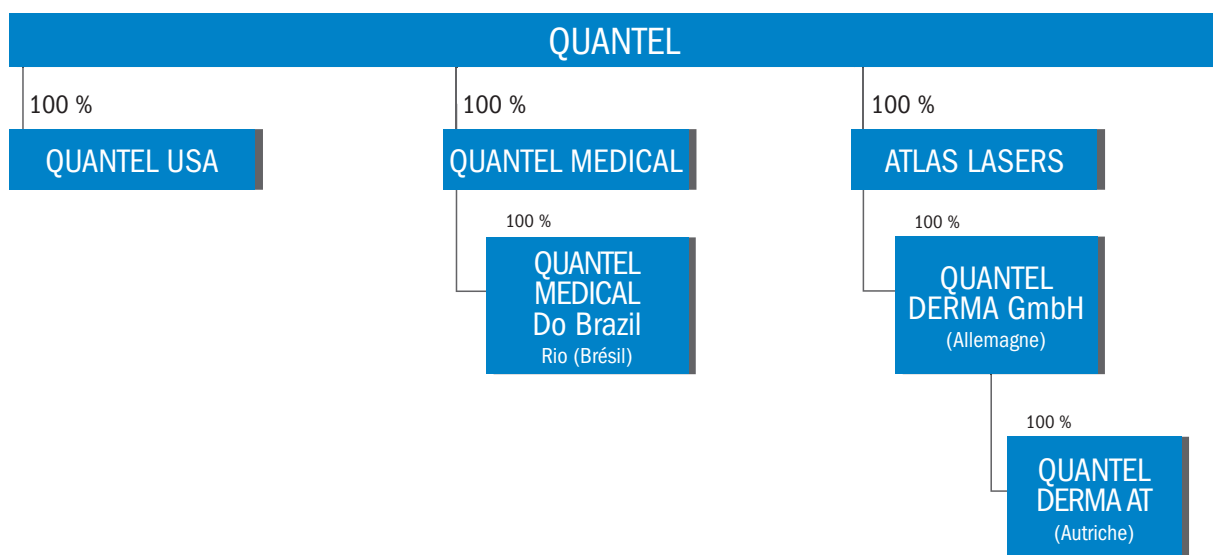 QUANTEL
100 %
100 %
100 %
QUANTEL USA
QUANTEL MEDICAL
ATLAS LASERS
100 %
100 %
QUANTEL
MEDICAL
Do Brazil
Rio (Brésil)
QUANTEL
DERMA GmbH
(Allemagne)
100 %
QUANTEL
DERMA AT
(Autriche)